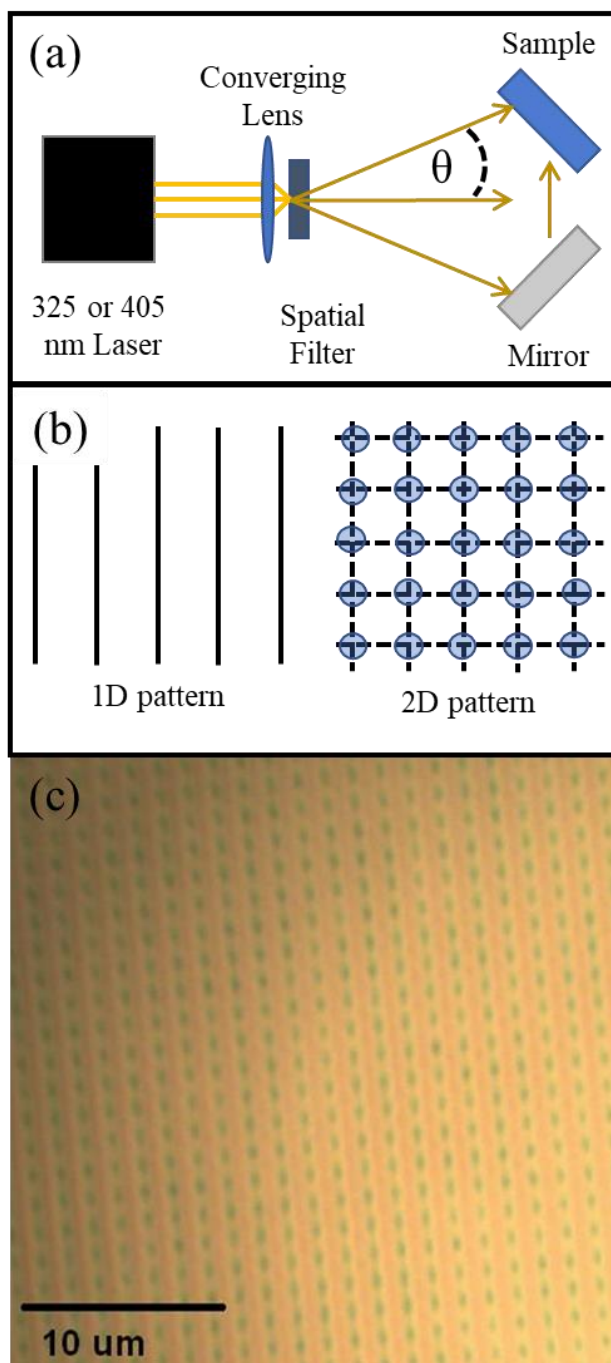 (a)
Sample
Converging
Lens
θ
325 or 405
nm Laser
Spatial
Filter
Mirror
(b)
1D pattern
2D pattern
(c)
10 um